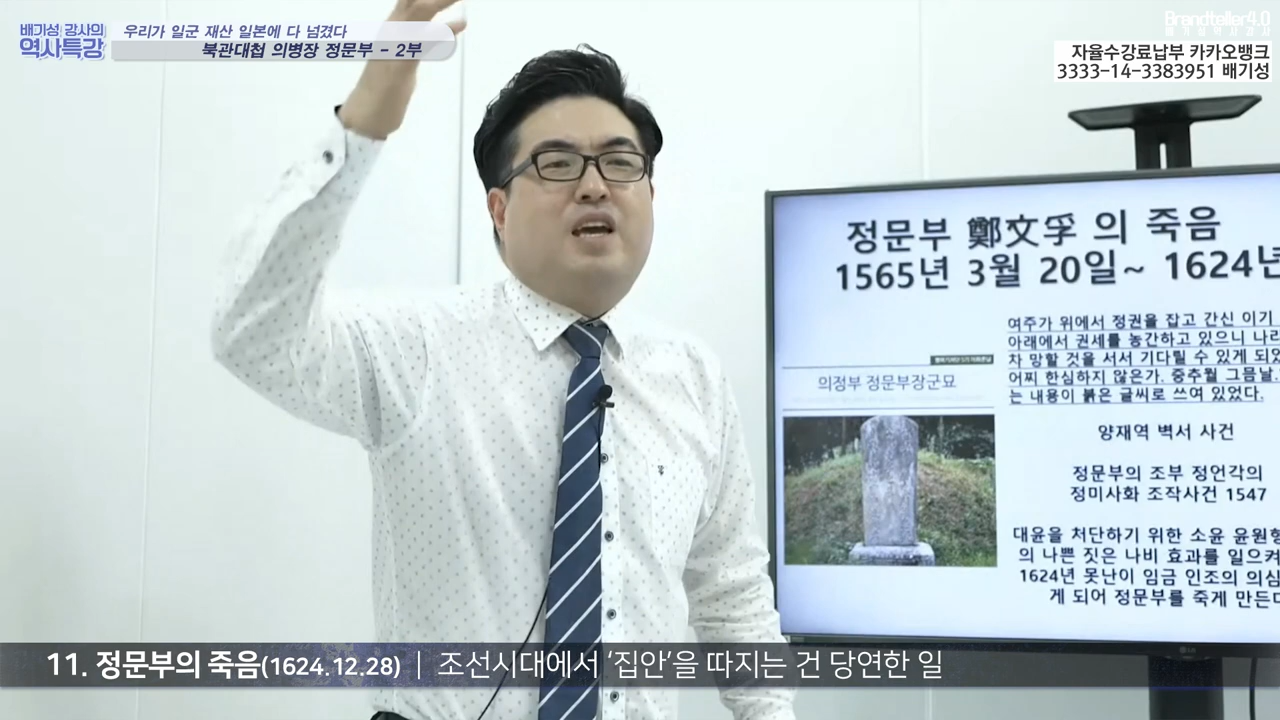 배기성 강사의
역사특강
우리가 일군 재산 일본에 다 넘겼다
북관대첩 의병장 정문부 - 2부
Brandteller4.0
배기성역사강사
자율수강료납부 카카오뱅크
3333-14-3383951 배기성
정문부 鄭文孚 의 죽음
1565년 3월 20일~ 1624년
여주가 위에서 정권을 잡고 간신 이기
아래에서 권세를 농간하고 있으니 나라
차 망할 것을 서서 기다릴 수 있게 되었
어찌 한심하지 않은가. 중추월 그믐날
는 내용이 붉은 글씨로 쓰여 있었다.
의정부 정문부장군묘
양재역 벽서 사건
정문부의 조부 정언각의
정미사화 조작사건 1547
대윤을 처단하기 위한 소윤 윤원형
의 나쁜 짓은 나비 효과를 일으켜
1624년 못난이 임금 인조의 의심
게 되어 정문부를 죽게 만든다
LG
11. 정문부의 죽음(1624.12.28) | 조선시대에서 ‘집안’을 따지는 건 당연한 일